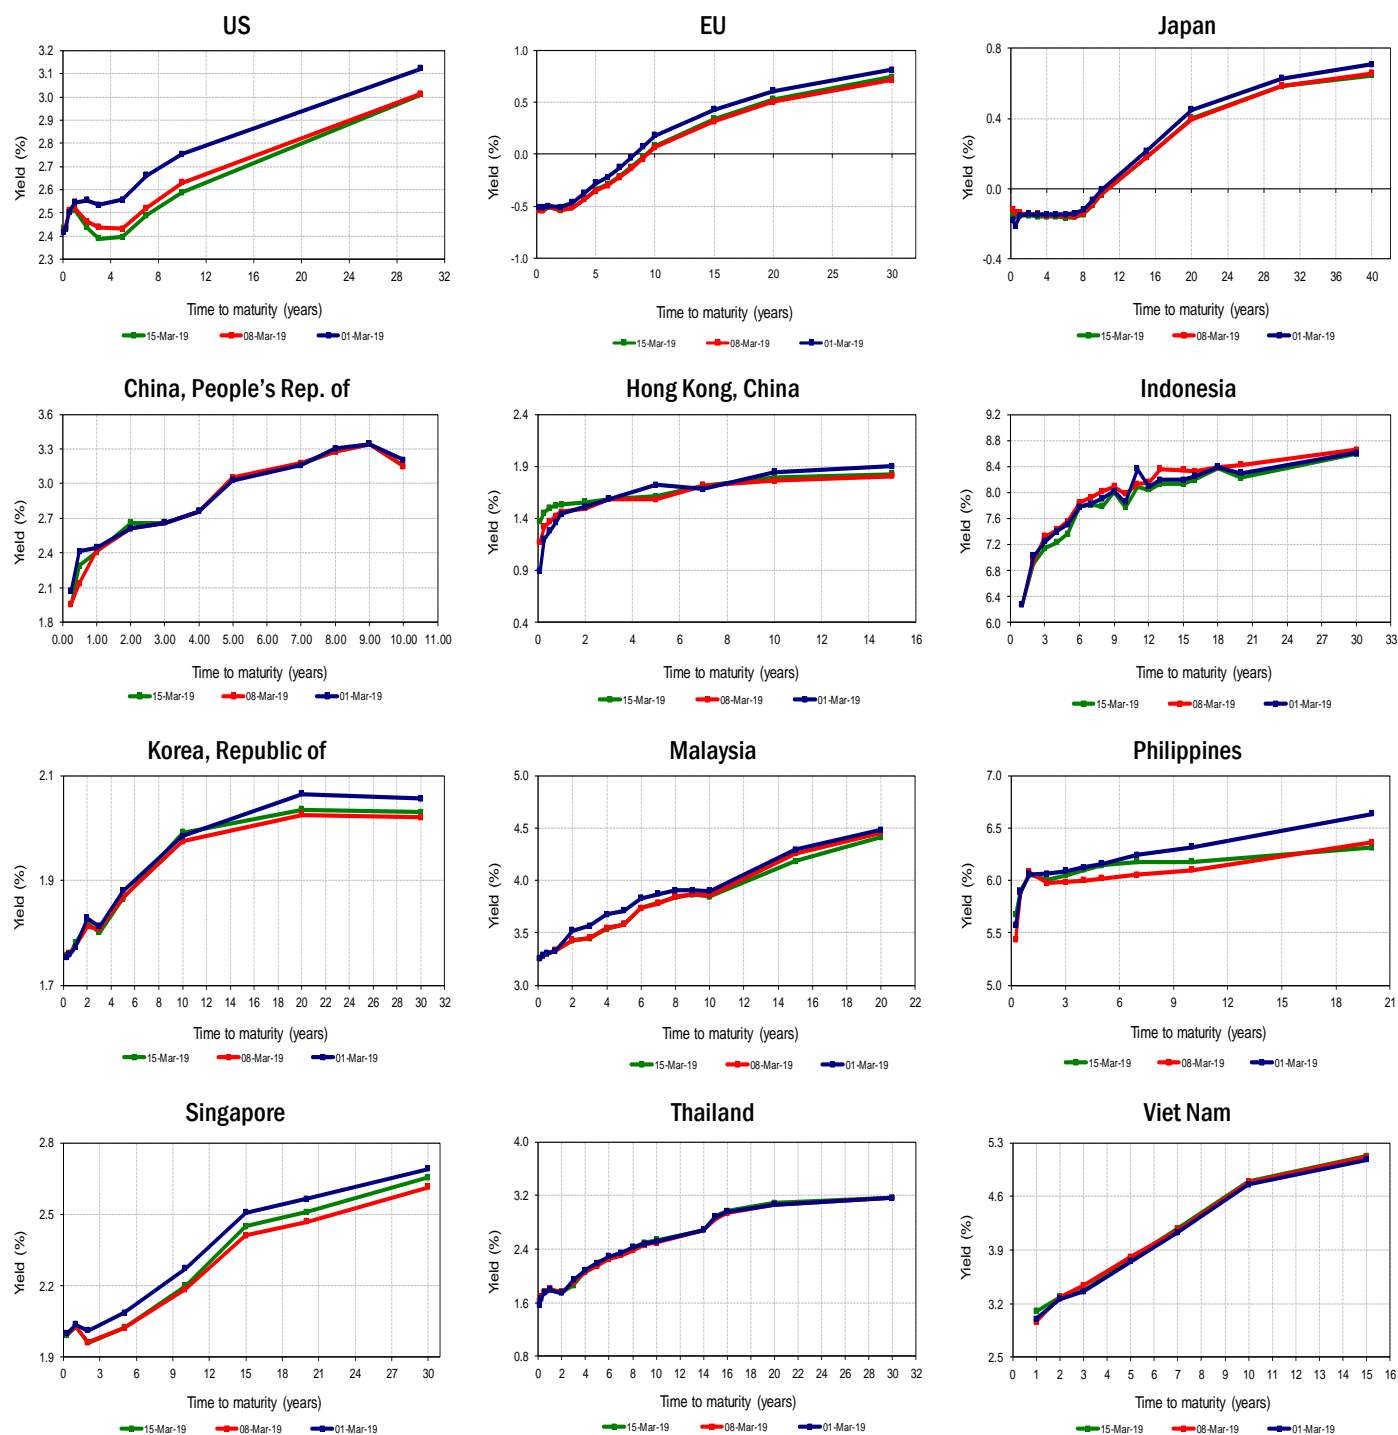 US
EU
Japan
Yield (%)
3.2
3.1
3.0
2.9
2.8
2.7
2.6
2.5
2.4
2.3
0 4 8 12 16 20 24 28 32
Time to maturity (years)
15-Mar-19 08-Mar-19 01-Mar-19
Yield (%)
1.0
0.5
0.0
-0.5
-1.0
0 5 10 15 20 25 30
Time to maturity (years)
15-Mar-19 08-Mar-19 01-Mar-19
Yield (%)
0.8
0.4
0.0
-0.4
0 4 8 12 16 20 24 28 32 36 40
Time to maturity (years)
15-Mar-19 08-Mar-19 01-Mar-19
China, People's Rep. of
Hong Kong, China
Indonesia
Yield (%)
3.6
3.3
3.0
2.7
2.4
2.1
1.8
0.00 1.00 2.00 3.00 4.00 5.00 6.00 7.00 8.00 9.00 10.00 11.00
Time to maturity (years)
15-Mar-19 08-Mar-19 01-Mar-19
Yield (%)
2.4
1.9
1.4
0.9
0.4
0 2 4 6 8 10 12 14 16
Time to maturity (years)
15-Mar-19 08-Mar-19 01-Mar-19
Yield (%)
9.2
8.8
8.4
8.0
7.6
7.2
6.8
6.4
6.0
0 3 6 9 12 15 18 21 24 27 30 33
Time to maturity (years)
15-Mar-19 08-Mar-19 01-Mar-19
Korea, Republic of
Malaysia
Philippines
Yield (%)
2.1
1.9
1.7
0 2 4 6 8 10 12 14 16 18 20 22 24 26 28 30 32
Time to maturity (years)
15-Mar-19 08-Mar-19 01-Mar-19
Yield (%)
5.0
4.5
4.0
3.5
3.0
0 2 4 6 8 10 12 14 16 18 20 22
Time to maturity (years)
15-Mar-19 08-Mar-19 01-Mar-19
Yield (%)
7.0
6.5
6.0
5.5
5.0
0 3 6 9 12 15 18 21
Time to maturity (years)
15-Mar-19 08-Mar-19 01-Mar-19
Singapore
Thailand
Viet Nam
Yield (%)
2.8
2.5
2.2
1.9
0 3 6 9 12 15 18 21 24 27 30
Time to maturity (years)
15-Mar-19 08-Mar-19 01-Mar-19
Yield (%)
4.0
3.2
2.4
1.6
0.8
0 2 4 6 8 10 12 14 16 18 20 22 24 26 28 30 32
Time to maturity (years)
15-Mar-19 08-Mar-19 01-Mar-19
Yield (%)
5.3
4.6
3.9
3.2
2.5
0 1 2 3 4 5 6 7 8 9 10 11 12 13 14 15 16
Time to maturity (years)
15-Mar-19 08-Mar-19 01-Mar-19